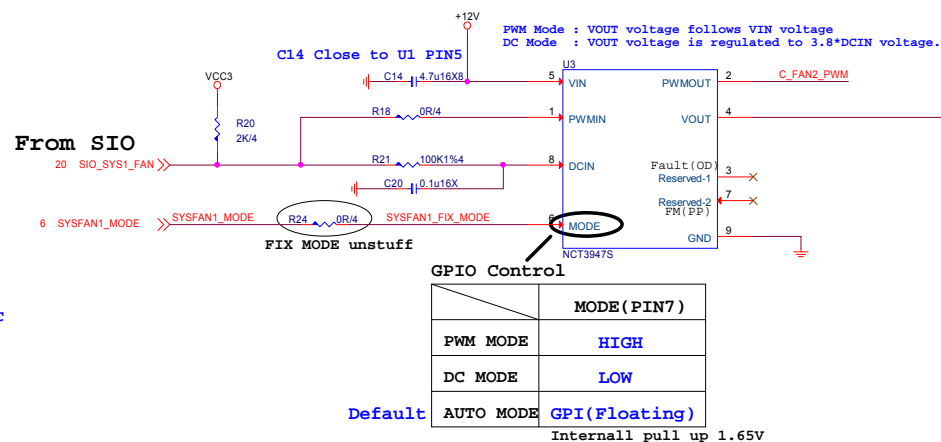 +12V
PWM Mode : VOUT voltage follows VIN voltage
DC Mode : VOUT voltage is regulated to 3.8*DCIN voltage.
C14 Close to U1 PIN5
U3
VCC3
C14 4.7u16X8
5 VIN
PWMOUT 2 C_FAN2_PWM
R18 0R/4
1 PWMIN
VOUT 4
R20
2K/4
From SIO
20 SIO_SYS1_FAN
R21 100K1%4
8 DCIN
Fault(OD)
Reserved-1 3
C20 0.1u16X
Reserved-2 7
FM(PP)
6 SYSFAN1_MODE
SYSFAN1_MODE
R24 0R/4
SYSFAN1_FIX_MODE
6 MODE
GND 9
FIX MODE unstuff
NCT3947S
GPIO Control
MODE(PIN7)
PWM MODE HIGH
DC MODE LOW
Default AUTO MODE GPI(Floating)
Internall pull up 1.65V